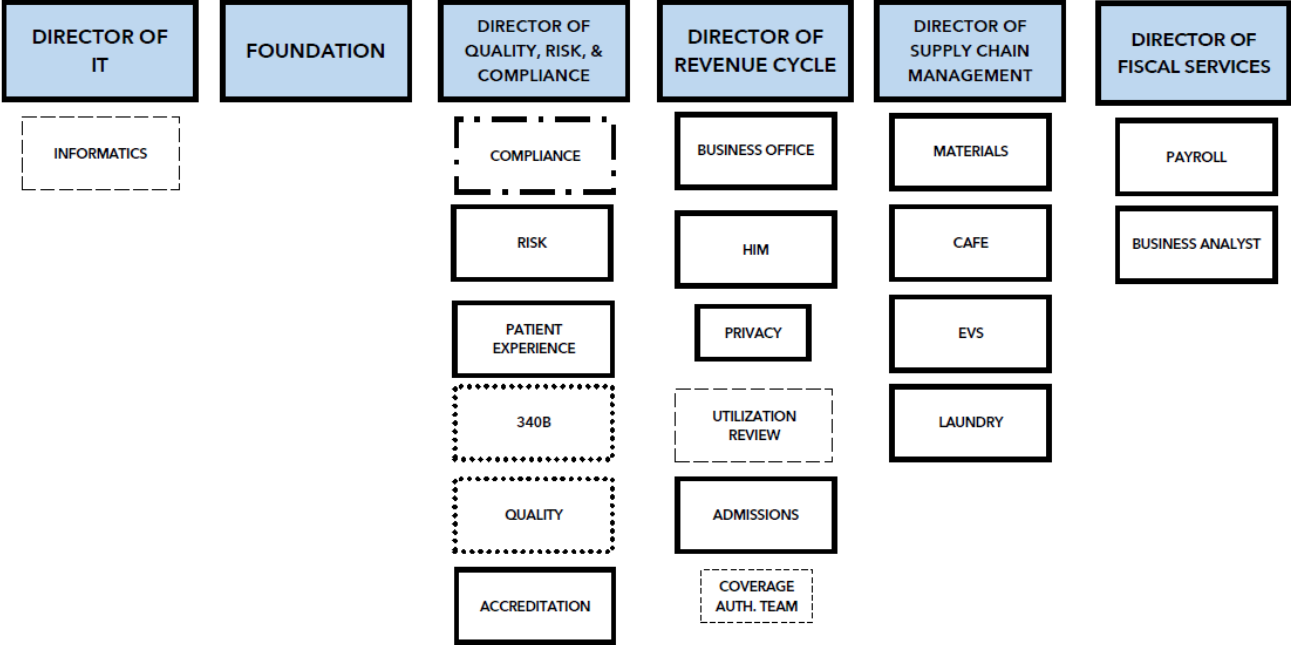 DIRECTOR OF
IT
INFORMATICS
FOUNDATION
DIRECTOR OF
QUALITY, RISK, &
COMPLIANCE
COMPLIANCE
RISK
PATIENT
EXPERIENCE
340B
QUALITY
ACCREDITATION
DIRECTOR OF
REVENUE CYCLE
BUSINESS OFFICE
HIM
PRIVACY
UTILIZATION
REVIEW
ADMISSIONS
COVERAGE
AUTH. TEAM
DIRECTOR OF
SUPPLY CHAIN
MANAGEMENT
MATERIALS
CAFE
EVS
LAUNDRY
DIRECTOR OF
FISCAL SERVICES
PAYROLL
BUSINESS ANALYST